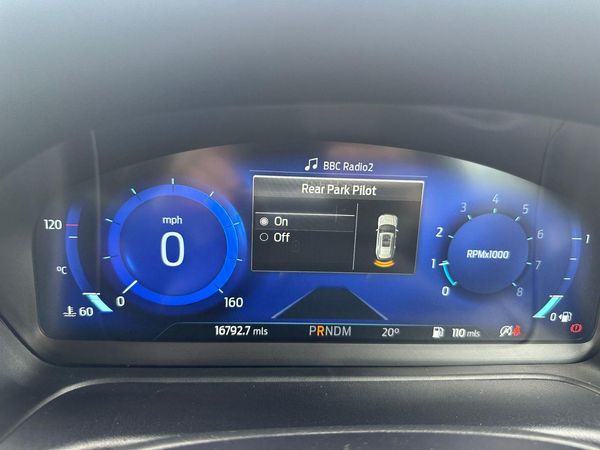 BBC Radio2
Rear Park Pilot
On
Off
mph
0
0
160
120
°C
60
0 1 2 3 4 5 6 7 8
RPMx1000
1
0
16792.7 mls
PRNDM
20°
110 mls